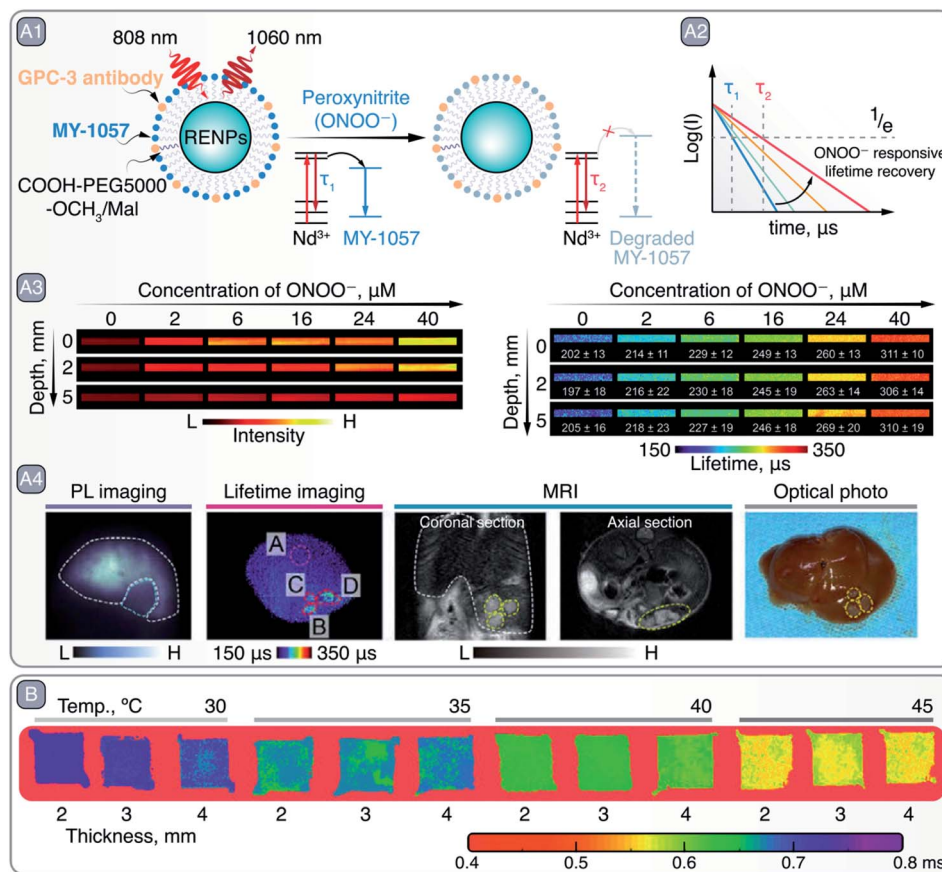 A1
808 nm
1060 nm
GPC-3 antibody
MY-1057
RENPs
COOH-PEG5000
-OCH₃/Mal
Peroxynitrite
(ONOO⁻)
τ₁
Nd³⁺
MY-1057
τ₂
Nd³⁺
Degraded
MY-1057
A2
Log(I)
τ₁
τ₂
1/e
ONOO⁻ responsive
lifetime recovery
time, μs
A3
Concentration of ONOO⁻, μM
0 2 6 16 24 40
Depth, mm
0
2
5
L H
Intensity
Concentration of ONOO⁻, μM
0 2 6 16 24 40
Depth, mm
0
202 ± 13 214 ± 11 229 ± 12 249 ± 13 260 ± 13 311 ± 10
2
197 ± 18 216 ± 22 230 ± 18 245 ± 19 263 ± 14 306 ± 14
5
205 ± 16 218 ± 23 227 ± 19 246 ± 18 269 ± 20 310 ± 19
150 350
Lifetime, μs
A4
PL imaging
L H
Lifetime imaging
A
C
D
B
150 μs 350 μs
MRI
Coronal section
Axial section
L H
Optical photo
B
Temp., ºC 30 35 40 45
2 3 4 2 3 4 2 3 4 2 3 4
Thickness, mm
0.4 0.5 0.6 0.7 0.8 ms